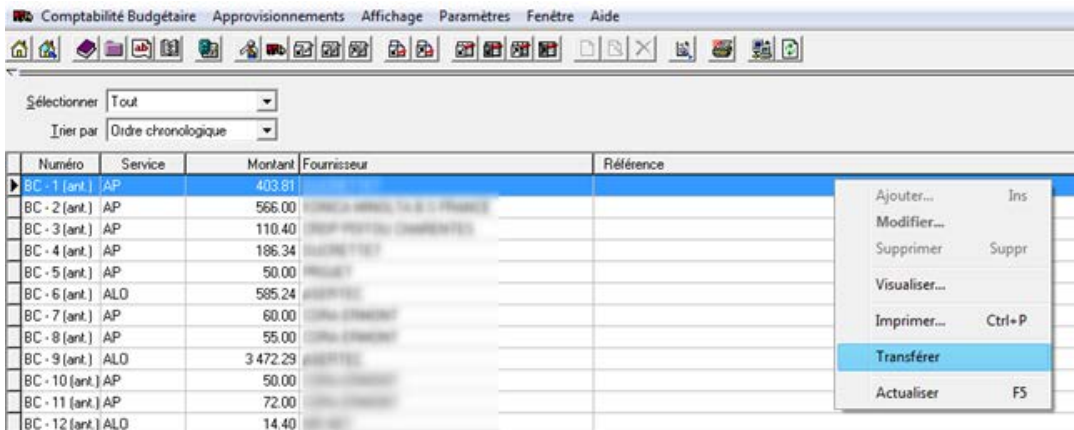 Comptabilité Budgétaire Approvisionnements Affichage Paramètres Fenêtre Aide
Sélectionner Tout
Trier par Ordre chronologique
Numéro Service Montant Fournisseur Référence
BC - 1 (ant.) AP 403.81
BC - 2 (ant.) AP 566.00
BC - 3 (ant.) AP 110.40
BC - 4 (ant.) AP 186.34
BC - 5 (ant.) AP 50.00
BC - 6 (ant.) ALO 585.24
BC - 7 (ant.) AP 60.00
BC - 8 (ant.) AP 55.00
BC - 9 (ant.) ALO 3 472.29
BC - 10 (ant.) AP 50.00
BC - 11 (ant.) AP 72.00
BC - 12 (ant.) ALO 14.40
Ajouter... Ins
Modifier...
Supprimer Suppr
Visualiser...
Imprimer... Ctrl+P
Transférer
Actualiser F5